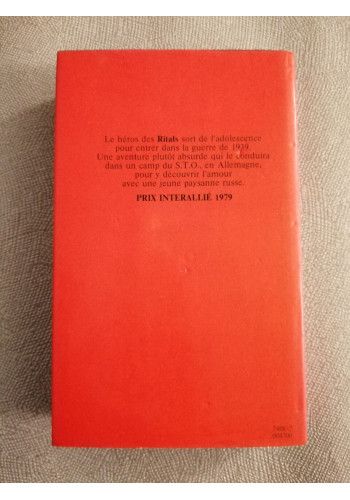 Le héros des Ritals sort de l'adolescence
pour entrer dans la guerre de 1939.
Une aventure plutôt absurde qui le conduira
dans un camp du S.T.O., en Allemagne,
pour y découvrir l'amour
avec une jeune paysanne russe.
PRIX INTERALLIÉ 1979